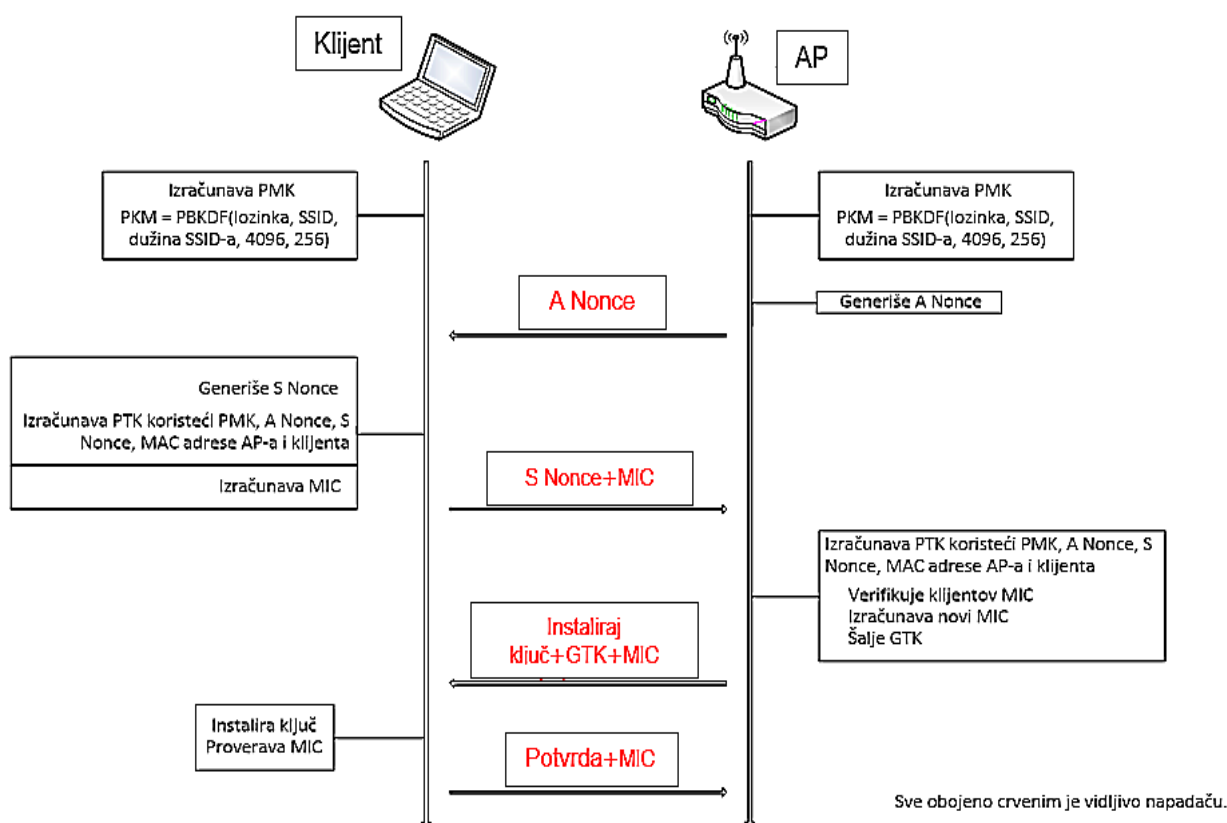 Klijent
AP
Izračunava PMK
PKM = PBKDF(lozinka, SSID,
dužina SSID-a, 4096, 256)
Izračunava PMK
PKM = PBKDF(lozinka, SSID,
dužina SSID-a, 4096, 256)
A Nonce
Generiše A Nonce
Generiše S Nonce
Izračunava PTK koristeći PMK, A Nonce, S
Nonce, MAC adrese AP-a i klijenta
Izračunava MIC
S Nonce+MIC
Izračunava PTK koristeći PMK, A Nonce, S
Nonce, MAC adrese AP-a i klijenta
Verifikuje klijentov MIC
Izračunava novi MIC
Šalje GTK
Instaliraj
ključ+GTK+MIC
Instalira ključ
Proverava MIC
Potvrda+MIC
Sve obojeno crvenim je vidljivo napadaču.